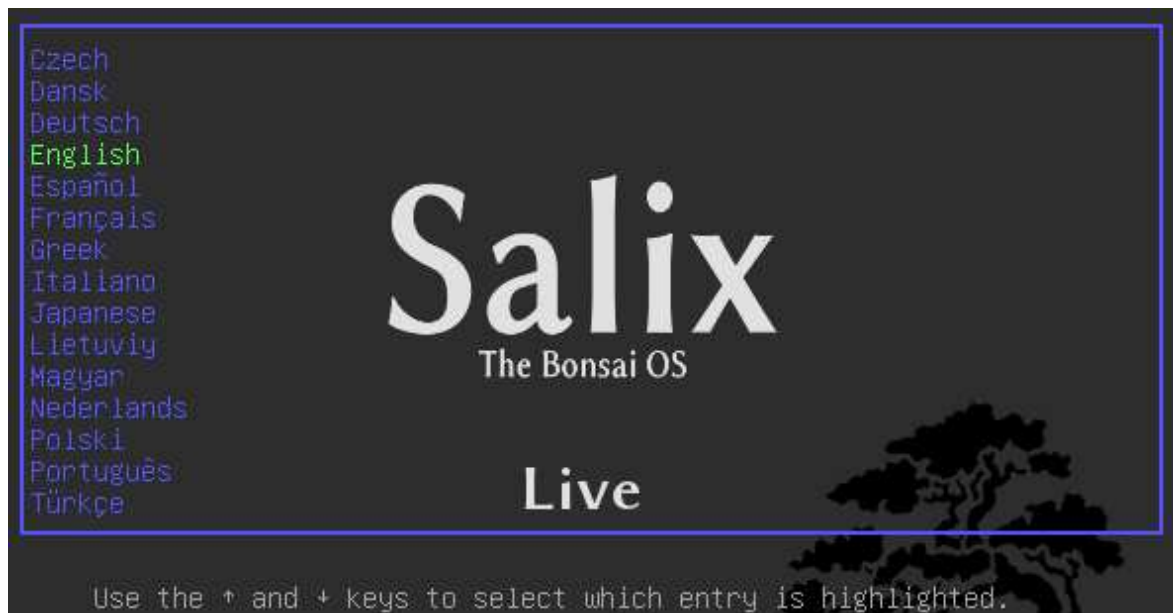 Czech
Dansk
Deutsch
English
Español
Français
Greek
Italiano
Japanese
Lietuviy
Magyar
Nederlands
Polski
Português
Türkçe
Salix
The Bonsai OS
Live
Use the ↑ and ↓ keys to select which entry is highlighted.